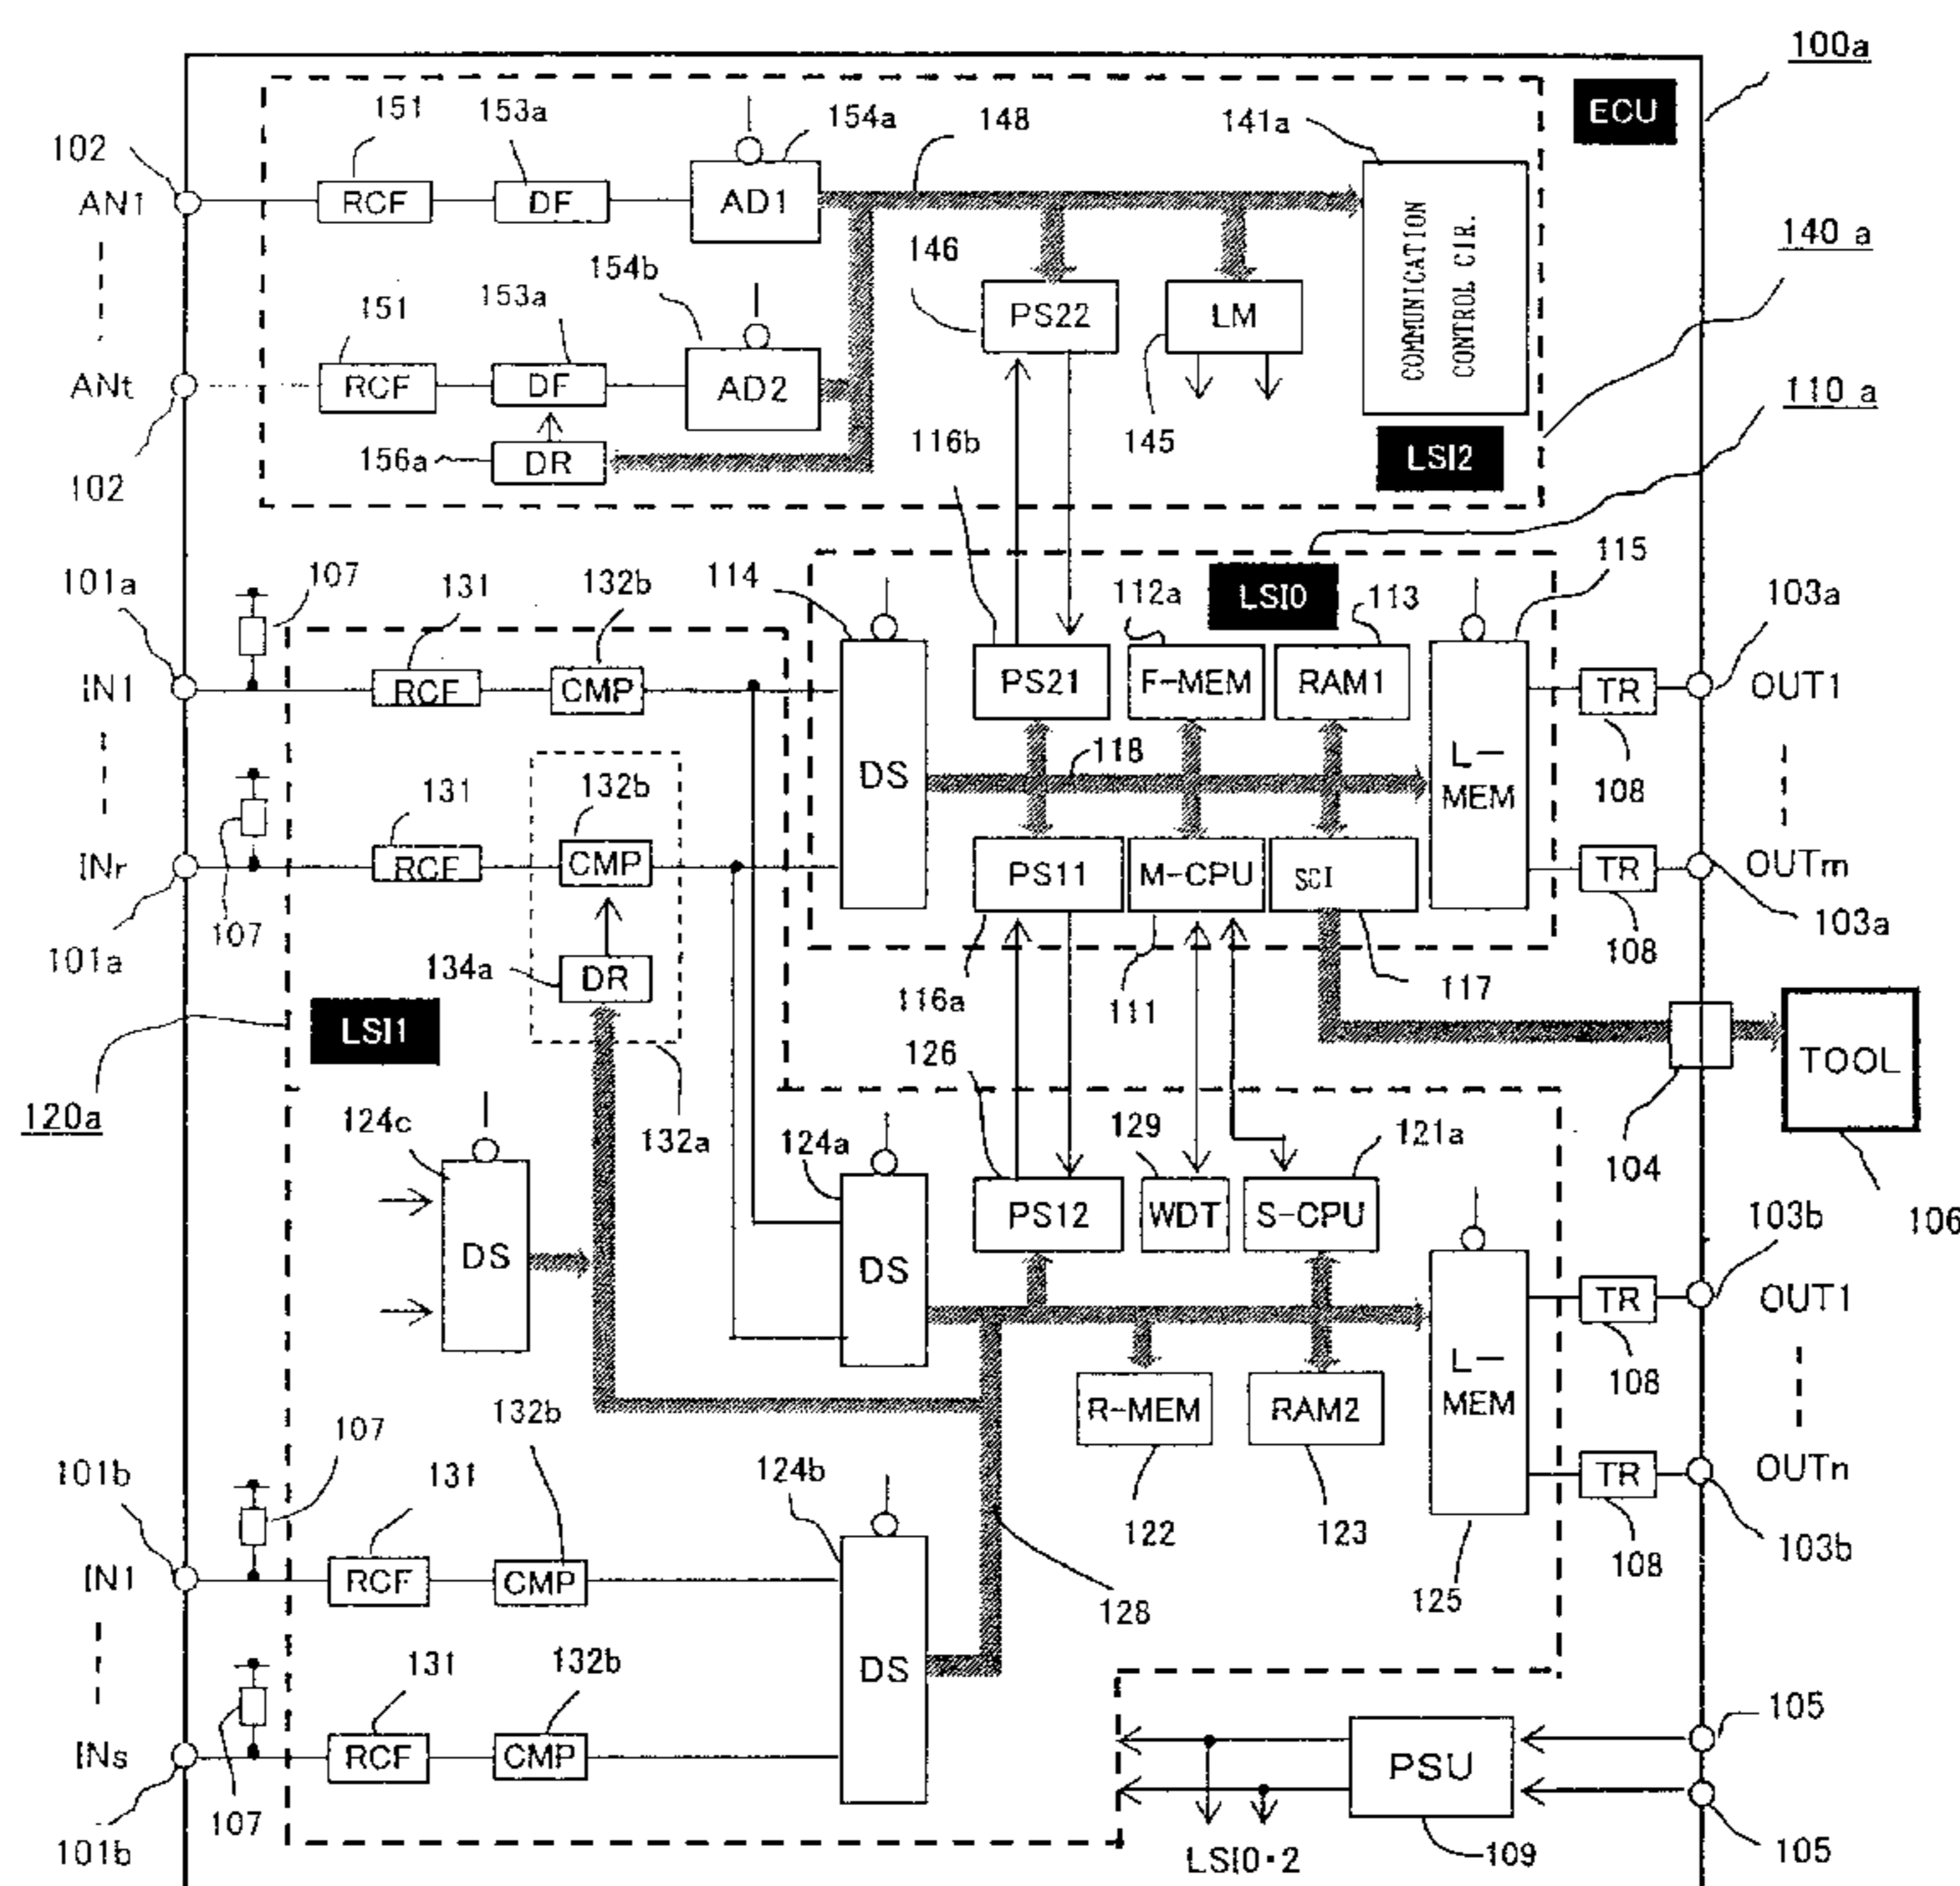 100a
ECU
151
153a
154a
148
141a
102
AN1
RCF
DF
AD1
COMMUNICATION
CONTROL CIR.
140a
146
154b
151
153a
PS22
LM
ANt
RCF
DF
AD2
110a
116b
145
156a
DR
LSI2
102
101a
107
131
132b
114
LSI0
112a
113
115
103a
IN1
RCF
CMP
PS21
F-MEM
RAM1
TR
OUT1
118
132b
131
DS
L-
MEM
108
107
INr
RCF
CMP
PS11
M-CPU
SCI
TR
OUTm
101a
134a
DR
116a
111
117
108
103a
LSI1
126
TOOL
120a
124c
132a
124a
129
121a
104
106
DS
DS
PS12
WDT
S-CPU
103b
TR
OUT1
L-
MEM
108
R-MEM
RAM2
107
132b
101b
131
124b
TR
OUTn
122
123
108
103b
IN1
RCF
CMP
128
125
131
132b
DS
INs
RCF
CMP
105
107
PSU
101b
LSI0·2
109
105